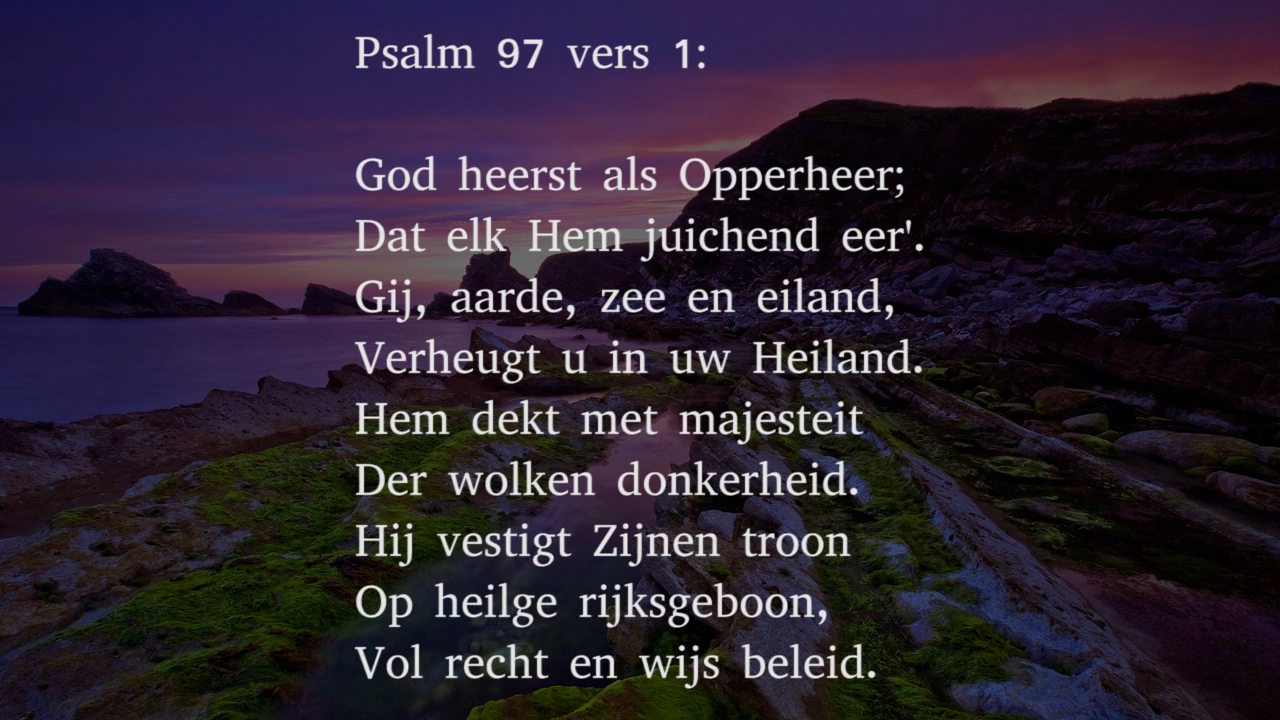 Psalm 97 vers 1:
God heerst als Opperheer;
Dat elk Hem juichend eer'.
Gij, aarde, zee en eiland,
Verheugt u in uw Heiland.
Hem dekt met majesteit
Der wolken donkerheid.
Hij vestigt Zijnen troon
Op heilge rijksgeboon,
Vol recht en wijs beleid.